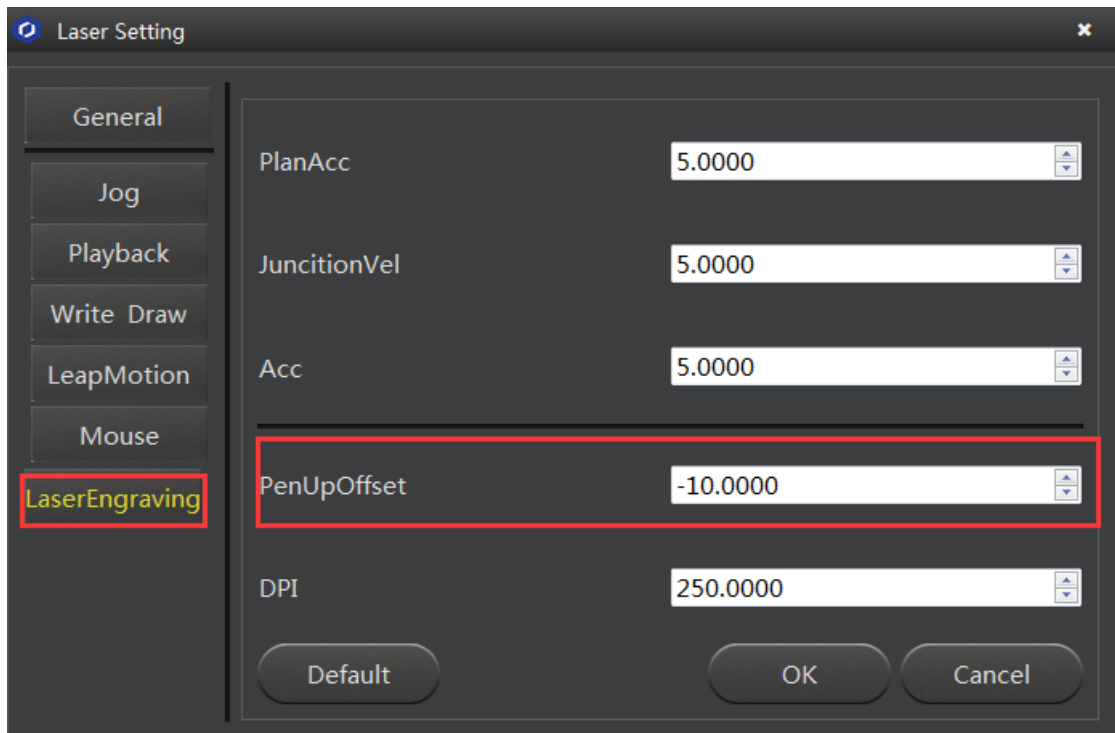 Laser Setting
General
Jog
Playback
Write Draw
LeapMotion
Mouse
LaserEngraving
PlanAcc 5.0000
JuncitionVel 5.0000
Acc 5.0000
PenUpOffset -10.0000
DPI 250.0000
Default OK Cancel